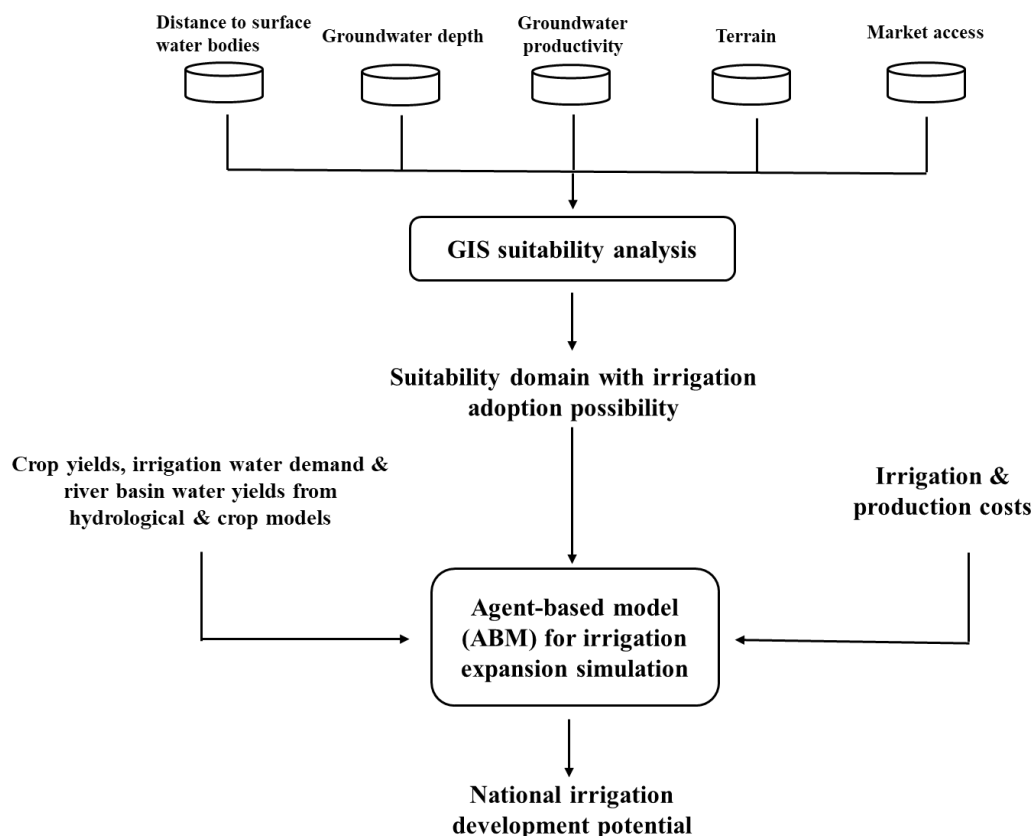 Distance to surface
water bodies
Groundwater depth
Groundwater
productivity
Terrain
Market access
GIS suitability analysis
Suitability domain with irrigation
adoption possibility
Crop yields, irrigation water demand &
river basin water yields from
hydrological & crop models
Irrigation &
production costs
Agent-based model
(ABM) for irrigation
expansion simulation
National irrigation
development potential